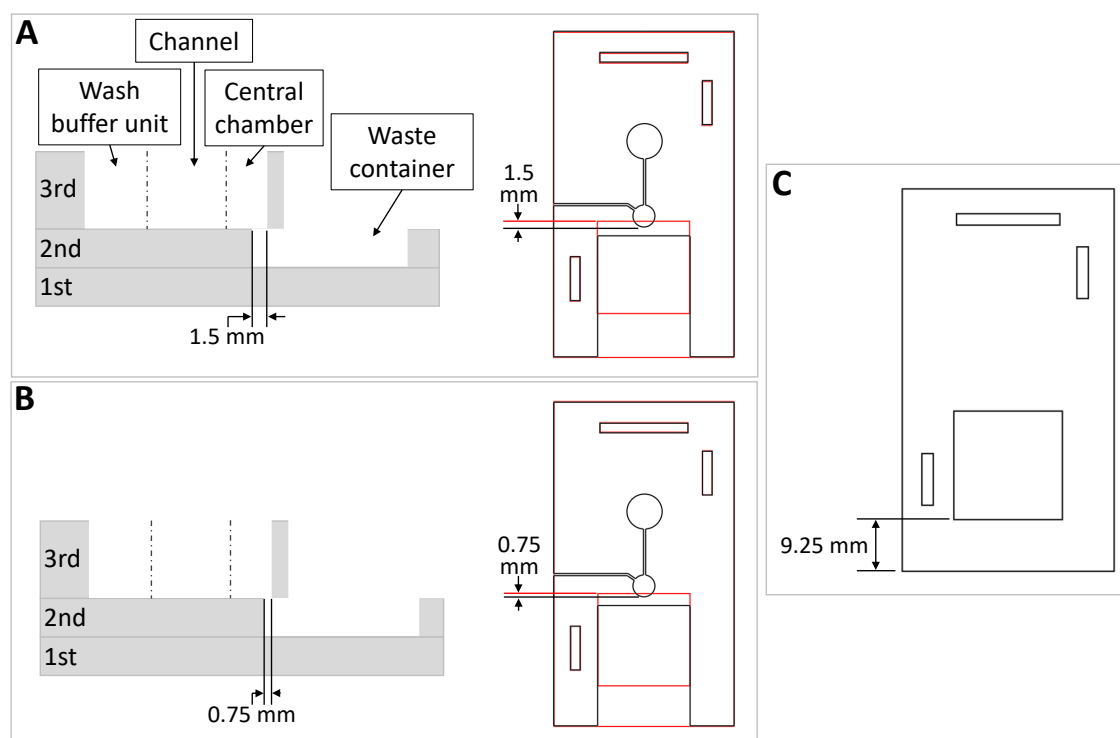 A
Channel
Wash
buffer unit
Central
chamber
Waste
container
3rd
2nd
1st
1.5 mm
1.5
mm
B
3rd
2nd
1st
0.75 mm
0.75
mm
C
9.25 mm